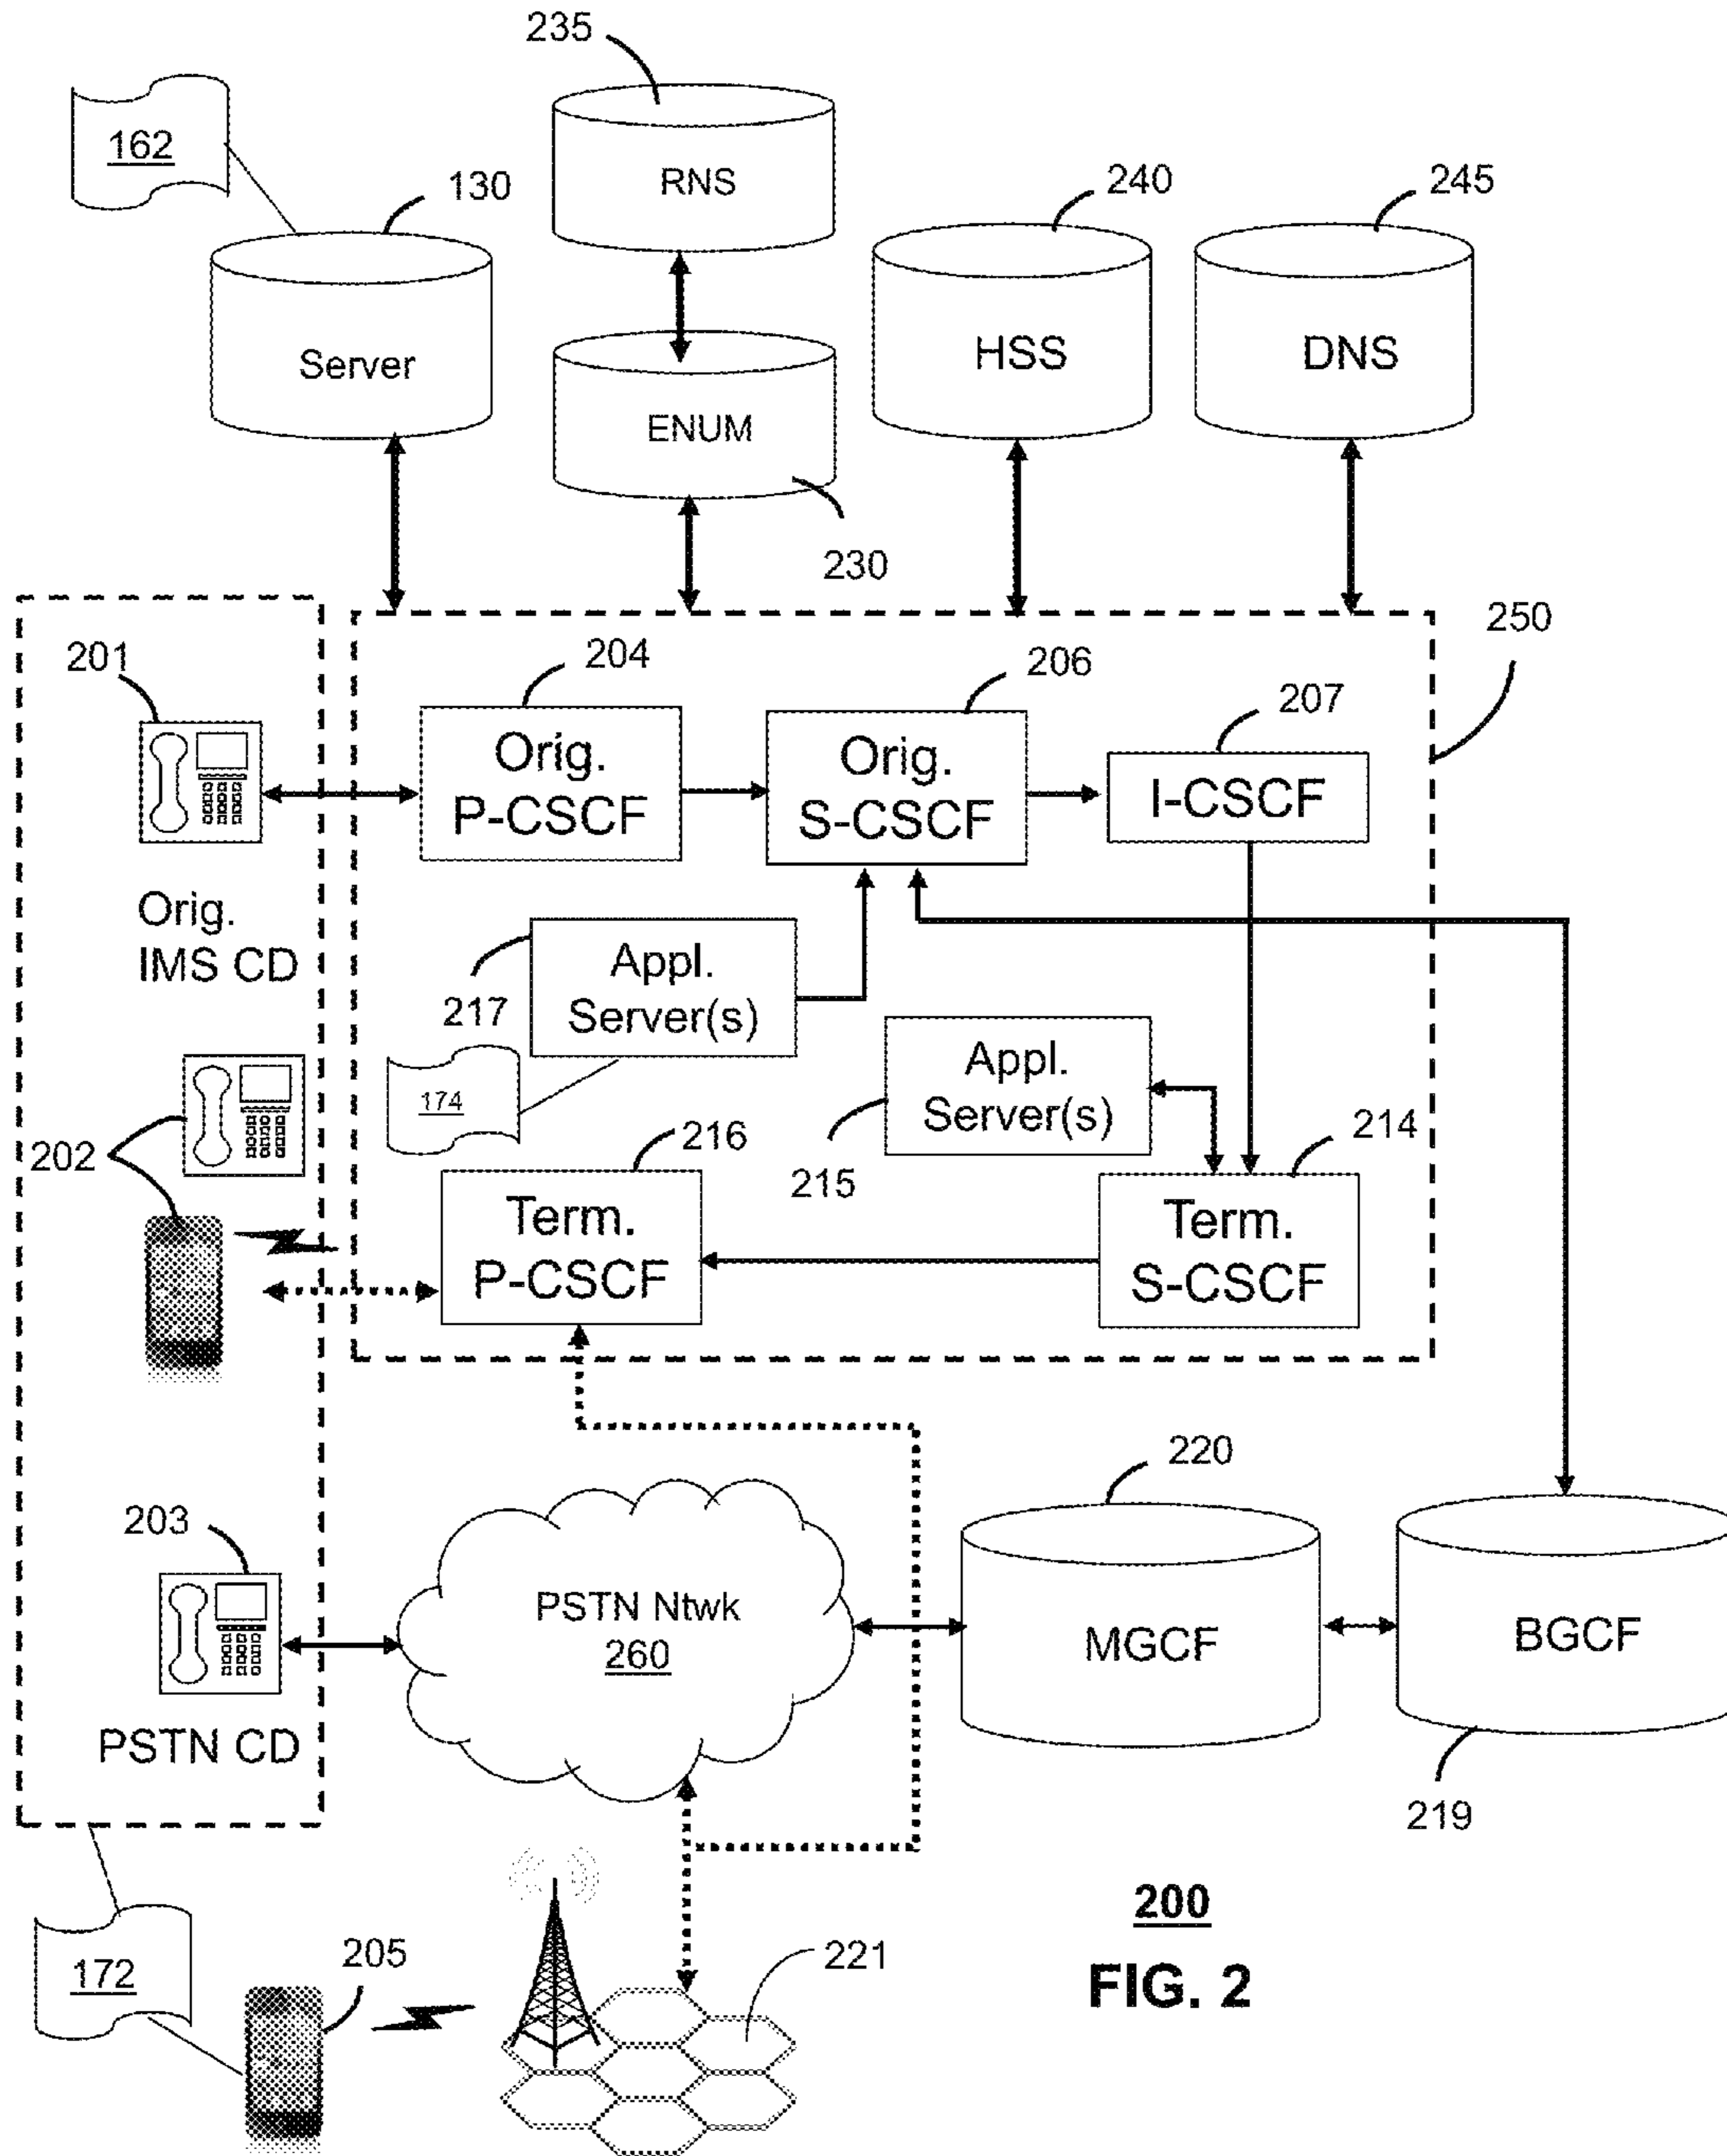 235
162
130
RNS
240
245
Server
ENUM
HSS
DNS
230
250
201
204
206
207
Orig.
P-CSCF
Orig.
S-CSCF
I-CSCF
Orig.
IMS CD
217
Appl.
Server(s)
174
Appl.
Server(s)
215
202
216
214
Term.
P-CSCF
Term.
S-CSCF
220
203
PSTN Ntwk
260
MGCF
BGCF
PSTN CD
219
172
205
221
200
FIG. 2